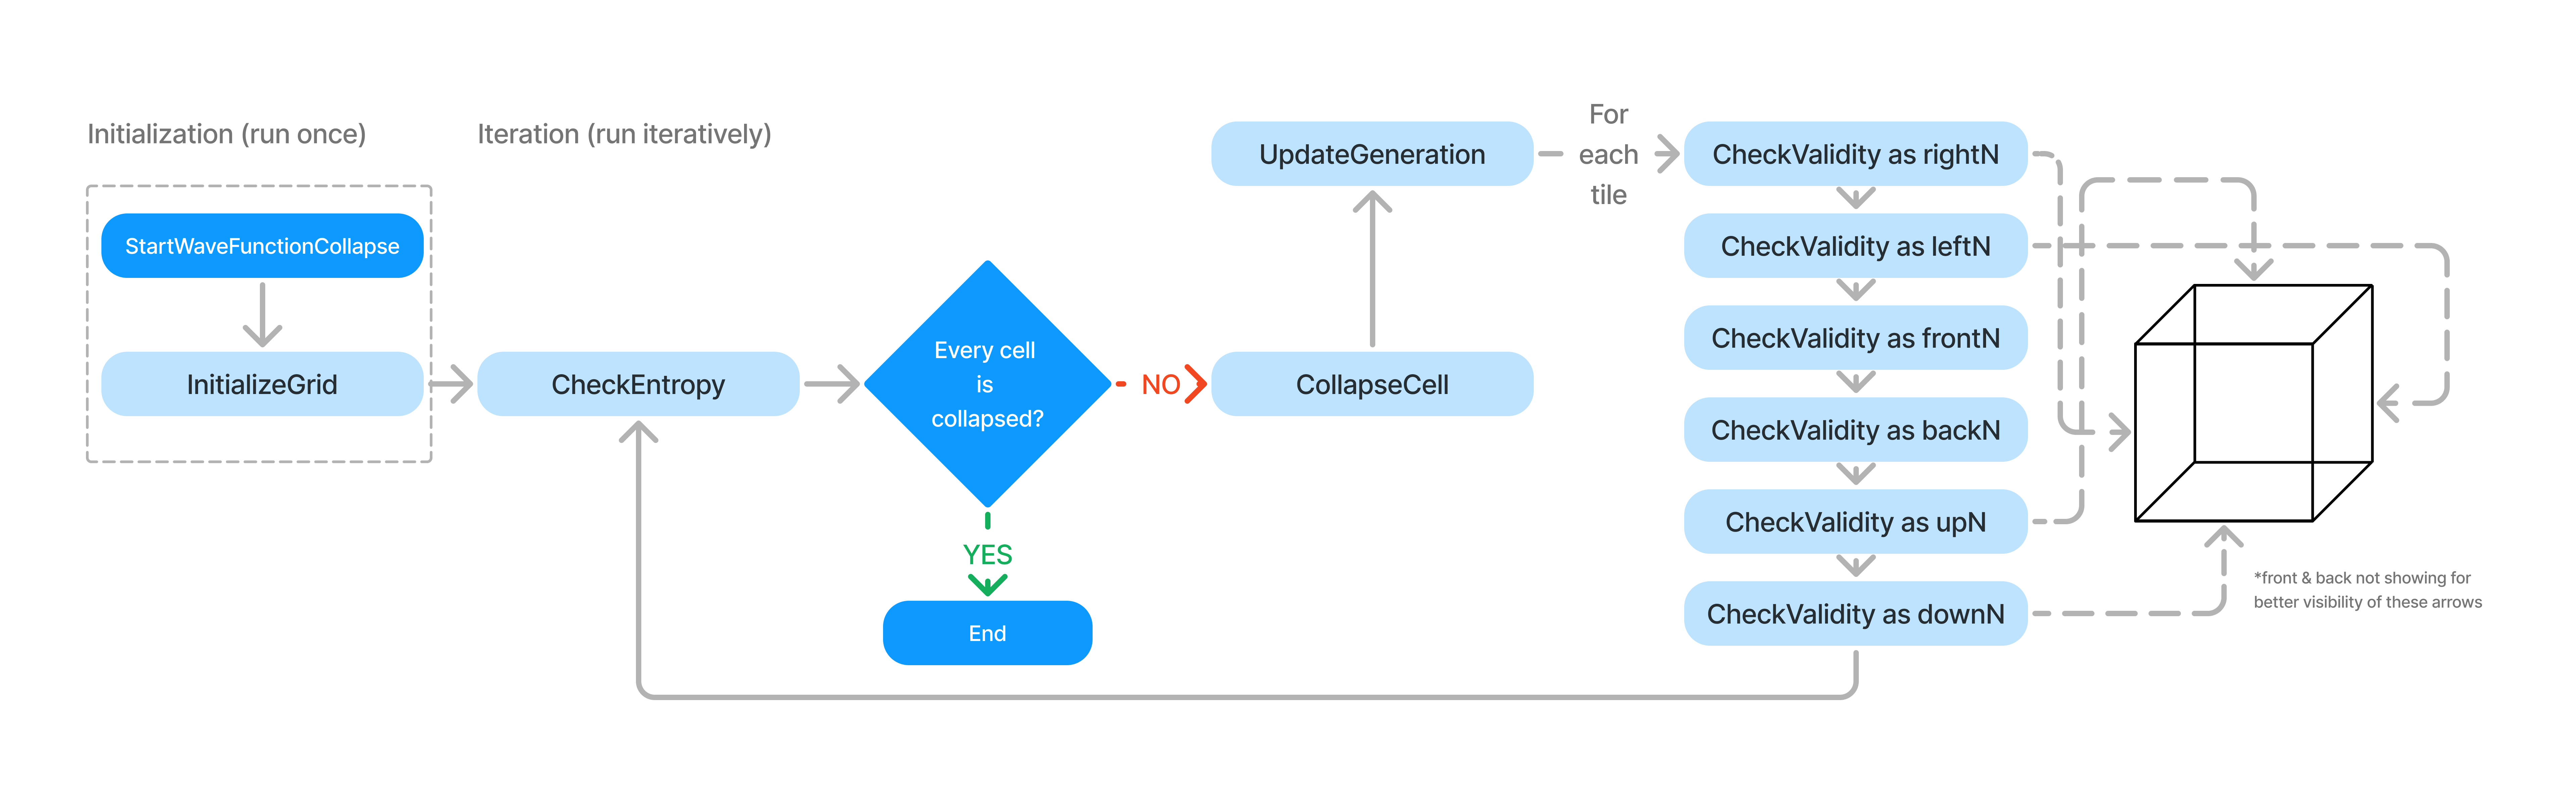 Initialization (run once)
Iteration (run iteratively)
StartWaveFunctionCollapse
InitializeGrid
CheckEntropy
Every cell
is
collapsed?
NO
YES
End
CollapseCell
UpdateGeneration
For
each
tile
CheckValidity as rightN
CheckValidity as leftN
CheckValidity as frontN
CheckValidity as backN
CheckValidity as upN
CheckValidity as downN
*front & back not showing for
better visibility of these arrows